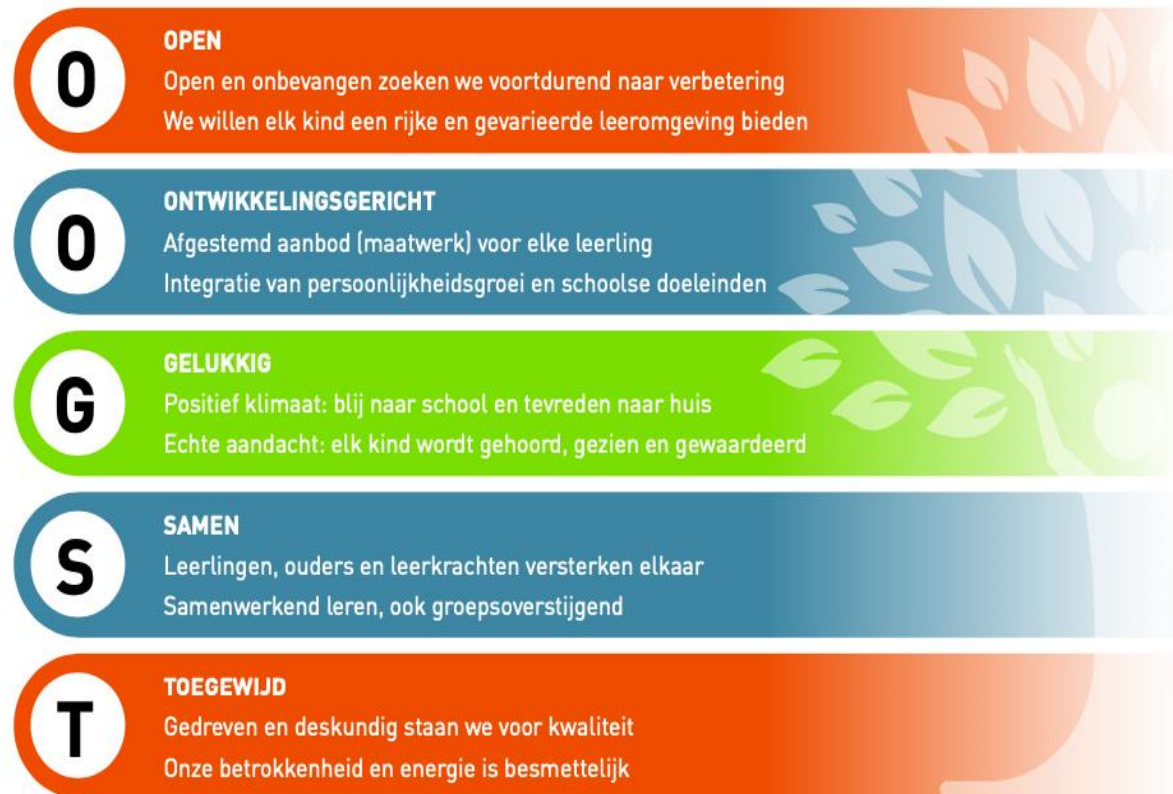 O
OPEN
Open en onbevangen zoeken we voortdurend naar verbetering
We willen elk kind een rijke en gevarieerde leeromgeving bieden
O
ONTWIKKELINGSGERICHT
Afgestemd aanbod (maatwerk) voor elke leerling
Integratie van persoonlijkheidsgroei en schoolse doeleinden
G
GELUKKIG
Positief klimaat: blij naar school en tevreden naar huis
Echte aandacht: elk kind wordt gehoord, gezien en gewaardeerd
S
SAMEN
Leerlingen, ouders en leerkrachten versterken elkaar
Samenwerkend leren, ook groepsoverstijgend
T
TOEGEWIJD
Gedreven en deskundig staan we voor kwaliteit
Onze betrokkenheid en energie is besmettelijk